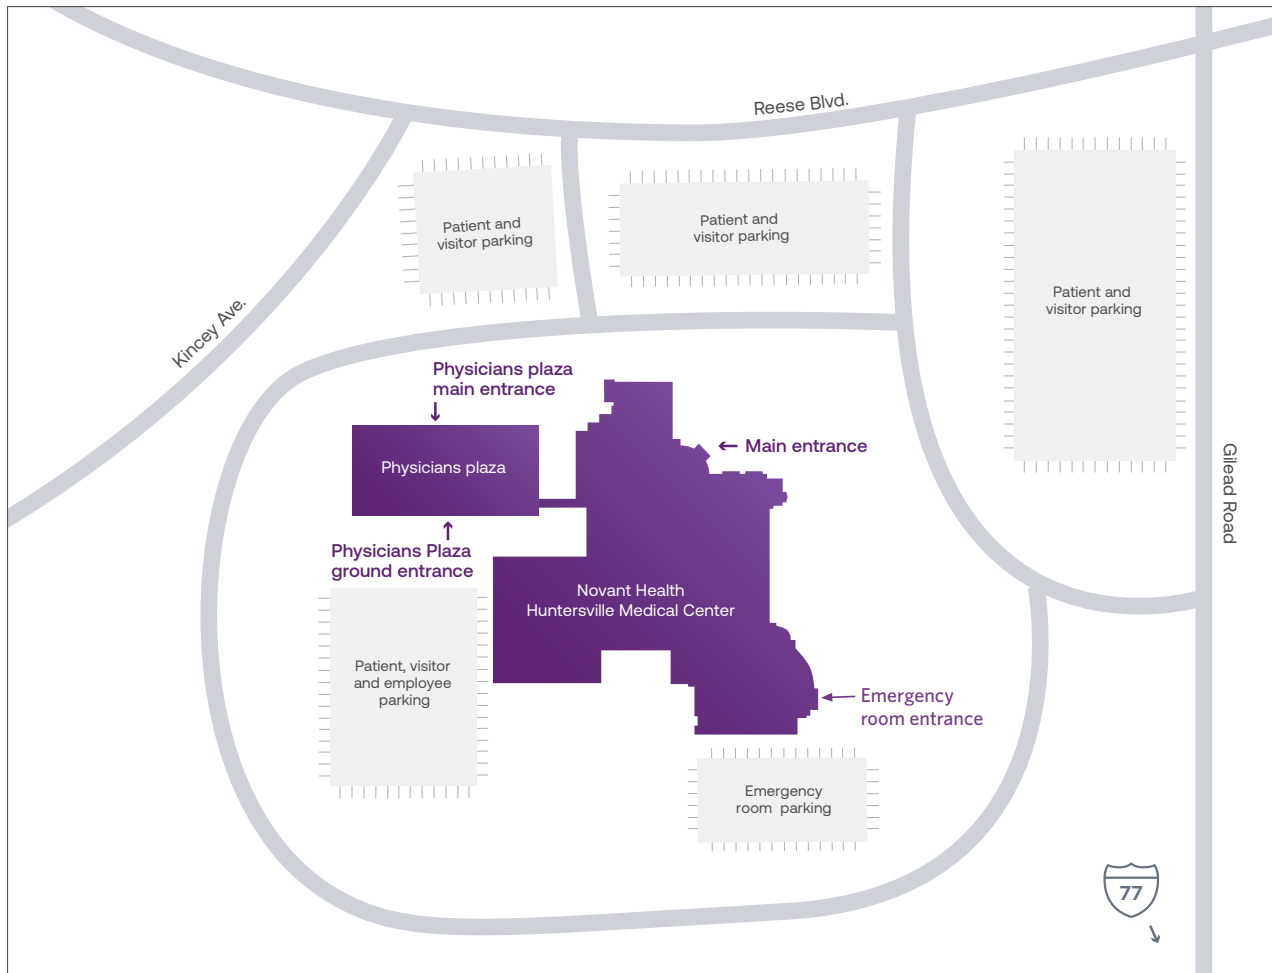 Reese Blvd.
Patient and
visitor parking
Patient and
visitor parking
Patient and
visitor parking
Kincey Ave.
Physicians plaza
main entrance
Main entrance
Physicians plaza
Gilead Road
Physicians Plaza
ground entrance
Novant Health
Huntersville Medical Center
Patient, visitor
and employee
parking
Emergency
room entrance
Emergency
room parking
77